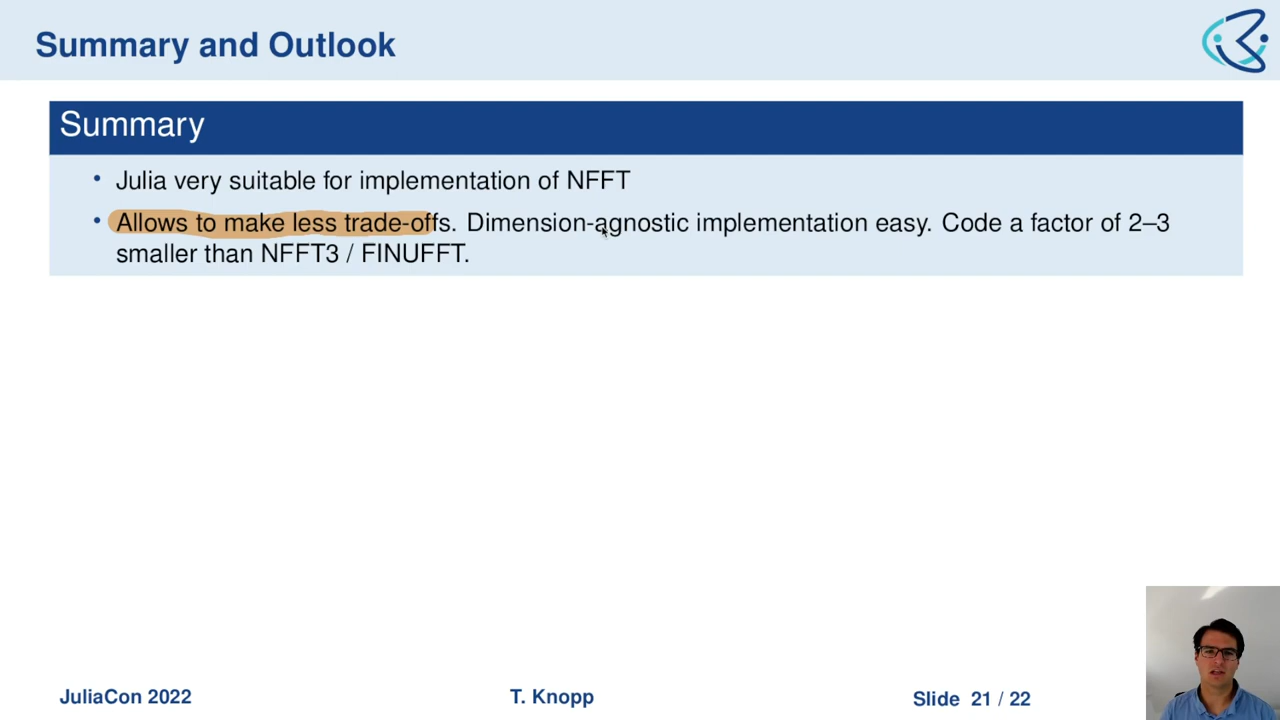 Summary and Outlook
Summary
• Julia very suitable for implementation of NFFT
• Allows to make less trade-offs. Dimension-agnostic implementation easy. Code a factor of 2–3
smaller than NFFT3 / FINUFFT.
JuliaCon 2022 T. Knopp Slide 21 / 22